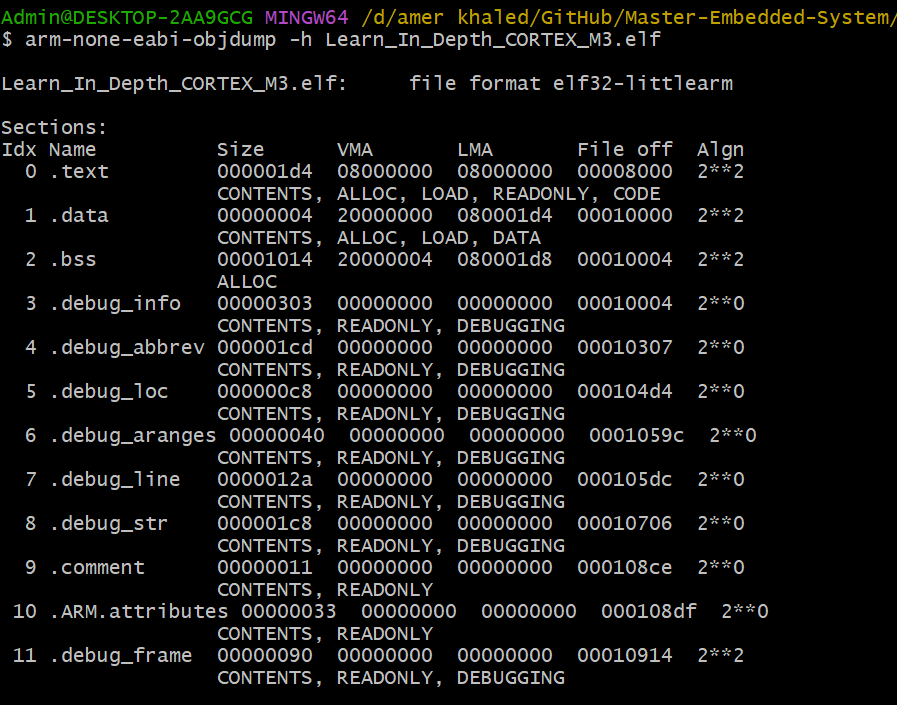 Admin@DESKTOP-2AA9GCG MINGW64 /d/amer khaled/GitHub/Master-Embedded-System/
$ arm-none-eabi-objdump -h Learn_In_Depth_CORTEX_M3.elf
Learn_In_Depth_CORTEX_M3.elf:     file format elf32-littlearm
Sections:
Idx Name          Size      VMA       LMA       File off  Algn
  0 .text         000001d4  08000000  08000000  00008000  2**2
                  CONTENTS, ALLOC, LOAD, READONLY, CODE
  1 .data         00000004  20000000  080001d4  00010000  2**2
                  CONTENTS, ALLOC, LOAD, DATA
  2 .bss          00001014  20000004  080001d8  00010004  2**2
                  ALLOC
  3 .debug_info   00000303  00000000  00000000  00010004  2**0
                  CONTENTS, READONLY, DEBUGGING
  4 .debug_abbrev 000001cd  00000000  00000000  00010307  2**0
                  CONTENTS, READONLY, DEBUGGING
  5 .debug_loc    000000c8  00000000  00000000  000104d4  2**0
                  CONTENTS, READONLY, DEBUGGING
  6 .debug_aranges 00000040  00000000  00000000  0001059c  2**0
                  CONTENTS, READONLY, DEBUGGING
  7 .debug_line   0000012a  00000000  00000000  000105dc  2**0
                  CONTENTS, READONLY, DEBUGGING
  8 .debug_str    000001c8  00000000  00000000  00010706  2**0
                  CONTENTS, READONLY, DEBUGGING
  9 .comment      00000011  00000000  00000000  000108ce  2**0
                  CONTENTS, READONLY
 10 .ARM.attributes 00000033  00000000  00000000  000108df  2**0
                  CONTENTS, READONLY
 11 .debug_frame  00000090  00000000  00000000  00010914  2**2
                  CONTENTS, READONLY, DEBUGGING